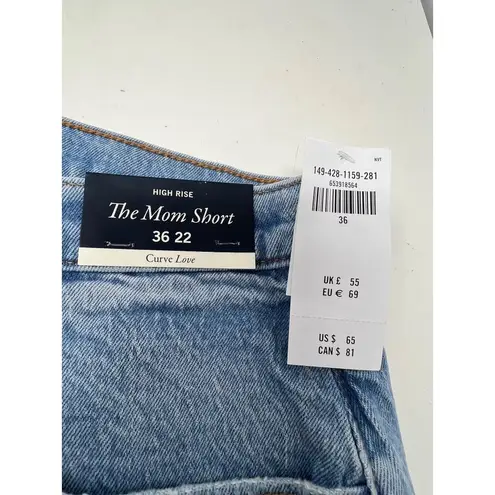 HIGH RISE
The Mom Short
36 22
Curve Love
KIT
149-428-1159-281
653918564
36
UK £ 55
EU € 69
US $ 65
CAN $ 81